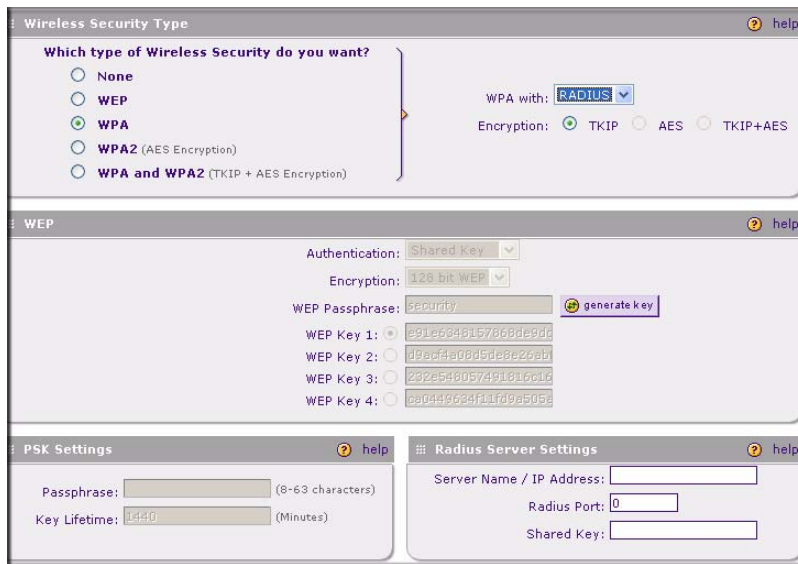 Wireless Security Type
help
Which type of Wireless Security do you want?
None
WEP
WPA
WPA2 (AES Encryption)
WPA and WPA2 (TKIP + AES Encryption)
WPA with: RADIUS
Encryption: TKIP AES TKIP+AES
WEP
help
Authentication: Shared Key
Encryption: 128 bit WEP
WEP Passphrase: security
generate key
WEP Key 1:
WEP Key 2:
WEP Key 3:
WEP Key 4:
PSK Settings
help
Passphrase: (8-63 characters)
Key Lifetime: 1440 (Minutes)
Radius Server Settings
help
Server Name / IP Address:
Radius Port: 0
Shared Key: